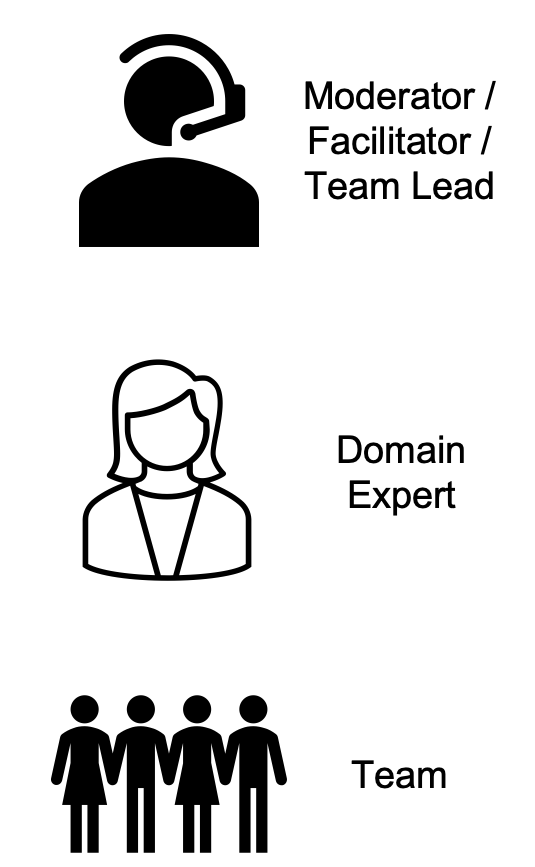 Moderator /
Facilitator /
Team Lead
Domain
Expert
Team